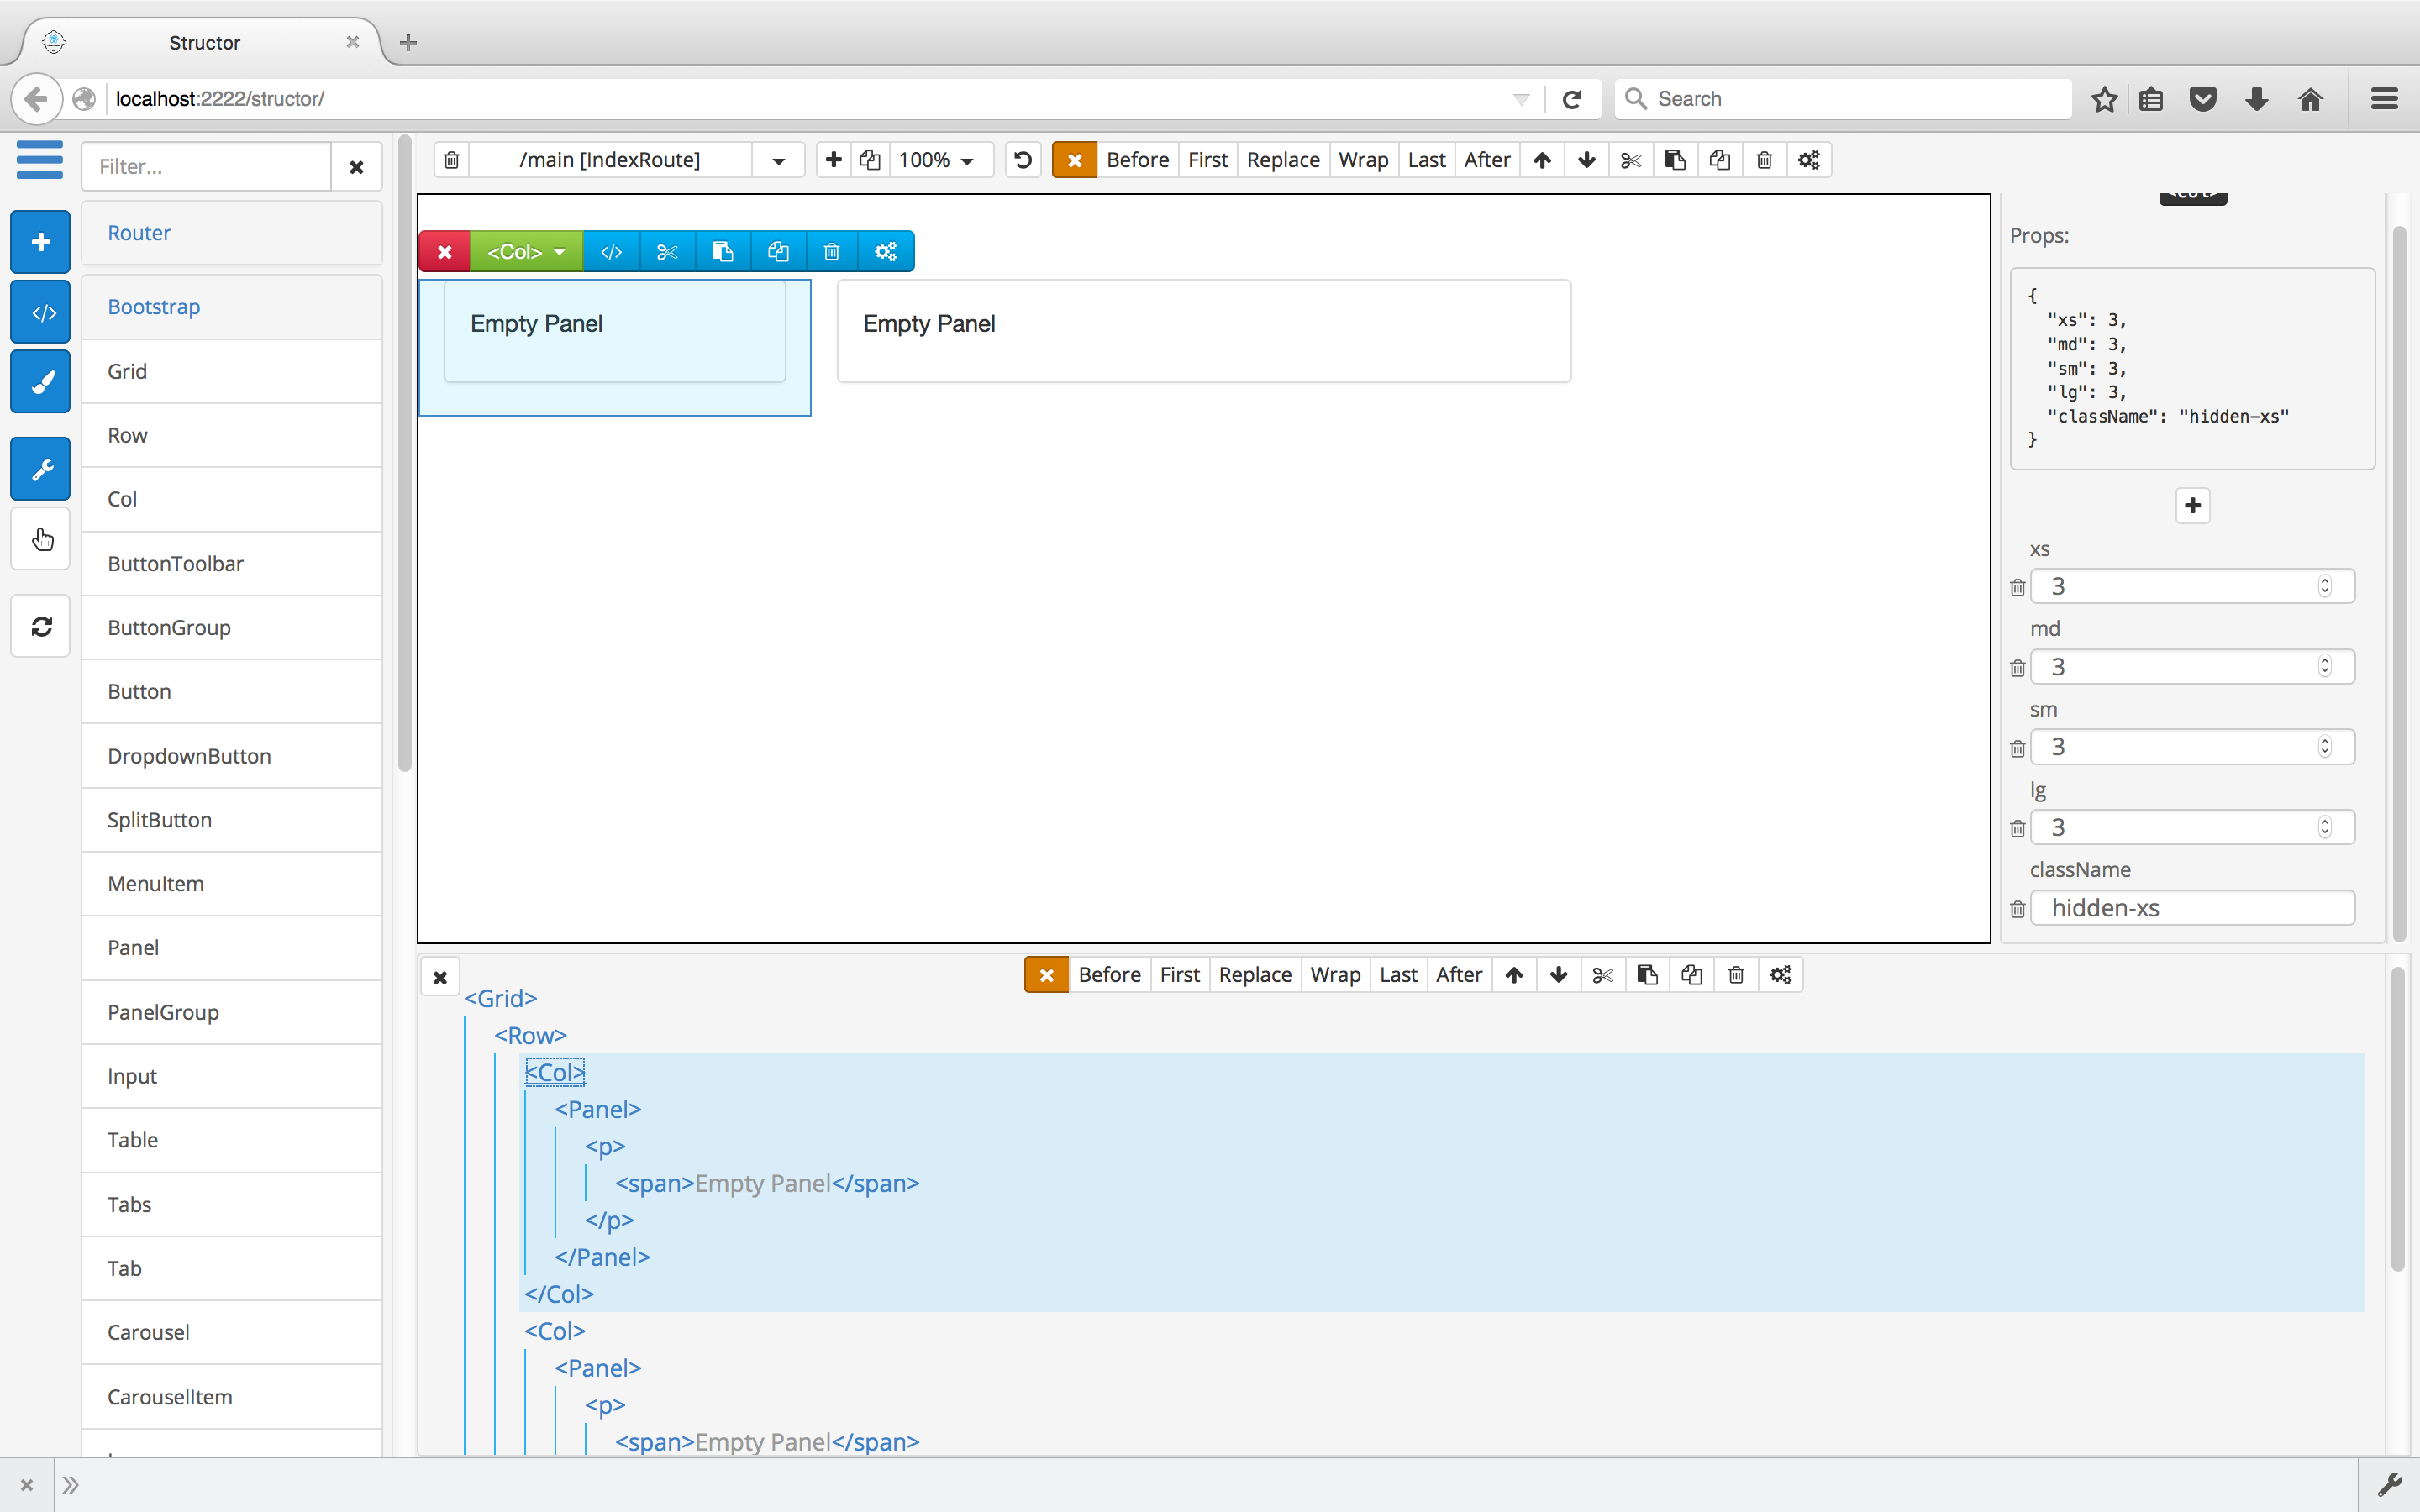 Structor
localhost:2222/structor/
Search
Filter...
/main [IndexRoute]
100%
Before
First
Replace
Wrap
Last
After
Router
Bootstrap
Grid
Row
Col
ButtonToolbar
ButtonGroup
Button
DropdownButton
SplitButton
MenuItem
Panel
PanelGroup
Input
Table
Tabs
Tab
Carousel
CarouselItem
<Col>
</>
Empty Panel
Empty Panel
Props:
{
"xs": 3,
"md": 3,
"sm": 3,
"lg": 3,
"className": "hidden-xs"
}
xs
3
md
3
sm
3
lg
3
className
hidden-xs
Before
First
Replace
Wrap
Last
After
<Grid>
<Row>
<Col>
<Panel>
<p>
<span>Empty Panel</span>
</p>
</Panel>
</Col>
<Col>
<Panel>
<p>
<span>Empty Panel</span>